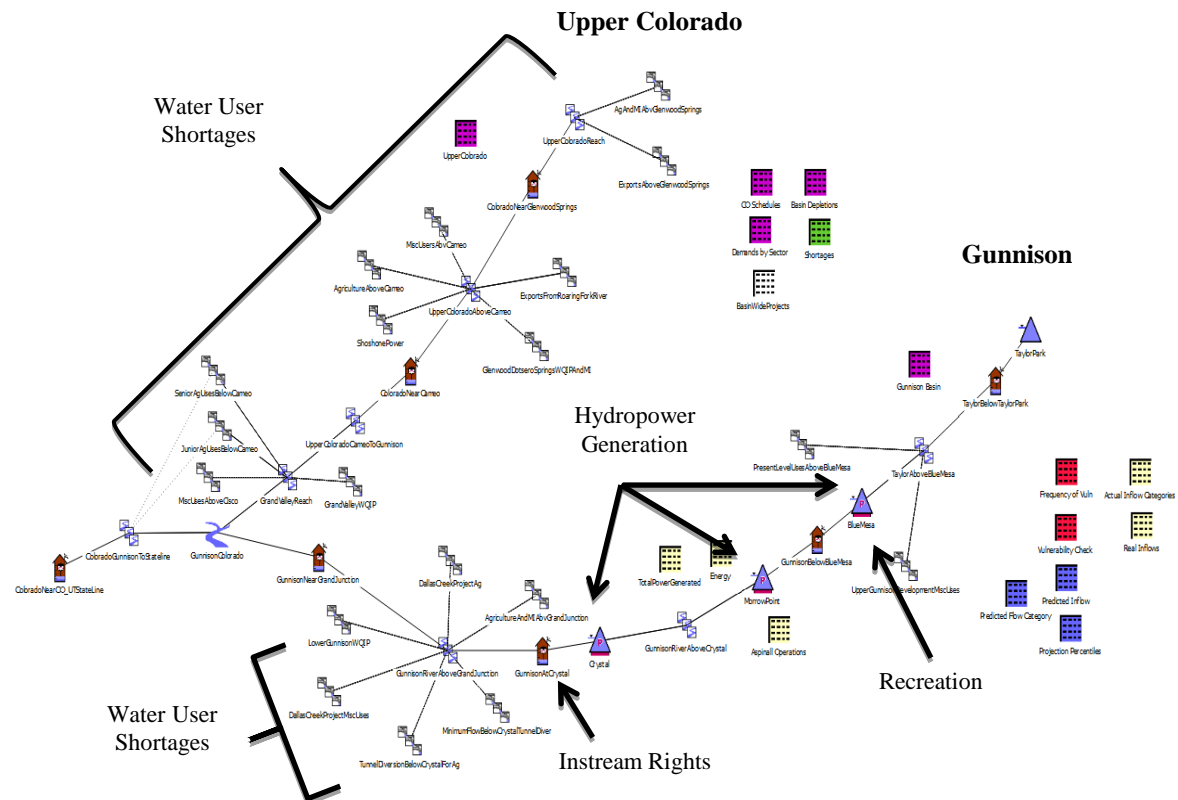 Upper Colorado
Water User
Shortages
AgAndMIAbvGlenwoodSprings
UpperColoradoReach
UpperColorado
ExportsAboveGlenwoodSprings
ColoradoNearGlenwoodSprings
CO Schedules
Basin Depletions
MiscUsersAbvCameo
Demands by Sector
Shortages
Gunnison
AgricultureAboveCameo
ExportsFromRoaringForkRiver
BasinWideProjects
UpperColoradoAboveCameo
ShoshonePower
TaylorPark
GlenwoodDotseroSpringsWQIPAndMI
SeniorAgUsesBelowCameo
ColoradoNearCameo
Gunnison Basin
TaylorBelowTaylorPark
Hydropower
Generation
JuniorAgUsesBelowCameo
UpperColoradoCameoToGunnison
PresentLevelUsesAboveBlueMesa
TaylorAboveBlueMesa
MiscUsesAboveCisco
GrandValleyReach
GrandValleyWQIP
Frequency of Vuln
Actual Inflow Categories
BlueMesa
ColoradoGunnisonToStateline
GunnisonColorado
Vulnerability Check
Real Inflows
GunnisonBelowBlueMesa
ColoradoNearCO_UTStateLine
GunnisonNearGrandJunction
DallasCreekProjectAg
TotalPowerGenerated
Energy
UpperGunnisonDevelopmentMiscUses
MorrowPoint
Predicted Inflow
Predicted Flow Category
AgricultureAndMIAbvGrandJunction
LowerGunnisonWQIP
Aspinall Operations
Projection Percentiles
GunnisonRiverAboveCrystal
Crystal
GunnisonRiverAboveGrandJunction
GunnisonAtCrystal
Recreation
Water User
Shortages
DallasCreekProjectMiscUses
MinimumFlowBelowCrystalTunnelDiver
TunnelDiversionBelowCrystalForAg
Instream Rights